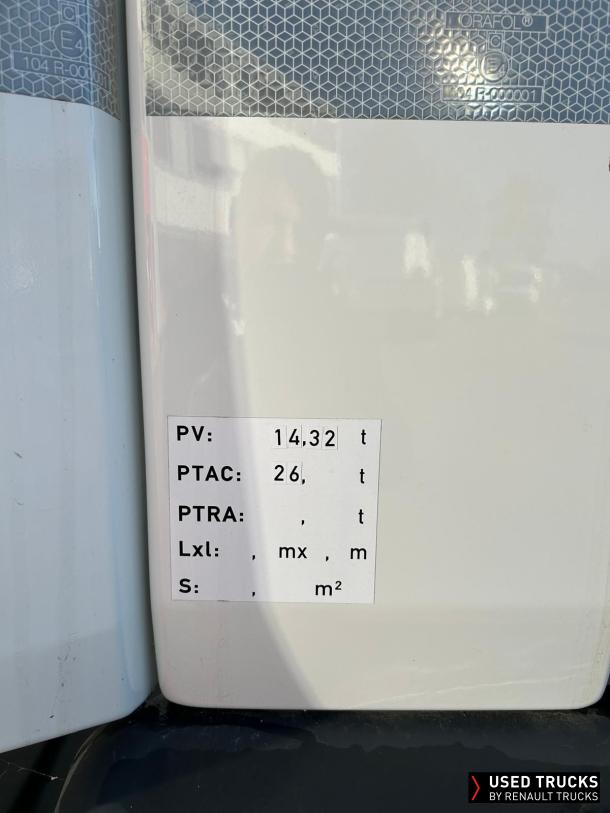 ORAFOL®
C
E4
104 R-000001
C
E
104 R-000001
PV: 14,32 t
PTAC: 26, t
PTRA: , t
Lxl: , mx , m
S: , m²
USED TRUCKS
BY RENAULT TRUCKS